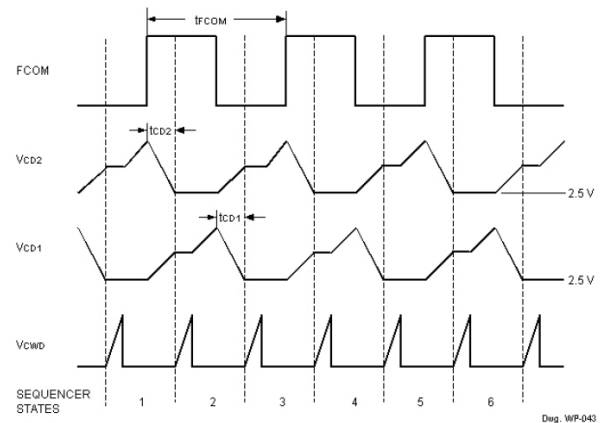 tFCOM
FCOM
tCD2
VCD2
2.5 V
tCD1
VCD1
2.5 V
VCWD
SEQUENCER
STATES
1 2 3 4 5 6
Dwg. WP-043